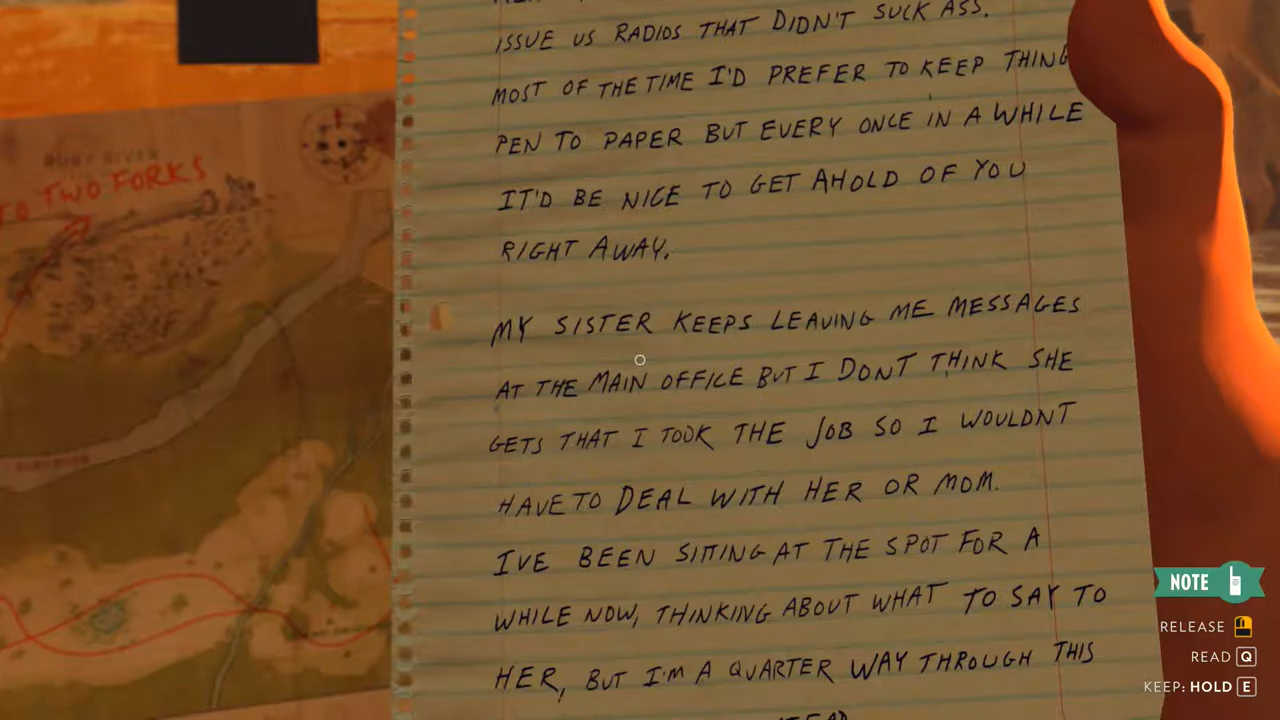 ISSUE US RADIOS THAT DIDN'T SUCK ASS.
MOST OF THE TIME I'D PREFER TO KEEP THING
PEN TO PAPER BUT EVERY ONCE IN A WHILE
IT'D BE NICE TO GET AHOLD OF YOU
RIGHT AWAY.
MY SISTER KEEPS LEAVING ME MESSAGES
AT THE MAIN OFFICE BUT I DONT THINK SHE
GETS THAT I TOOK THE JOB SO I WOULDNT
HAVE TO DEAL WITH HER OR MOM.
I'VE BEEN SITTING AT THE SPOT FOR A
WHILE NOW, THINKING ABOUT WHAT TO SAY TO
HER, BUT I'M A QUARTER WAY THROUGH THIS
RUBY RIVER
TO TWO FORKS
NOTE
RELEASE
READ Q
KEEP: HOLD E